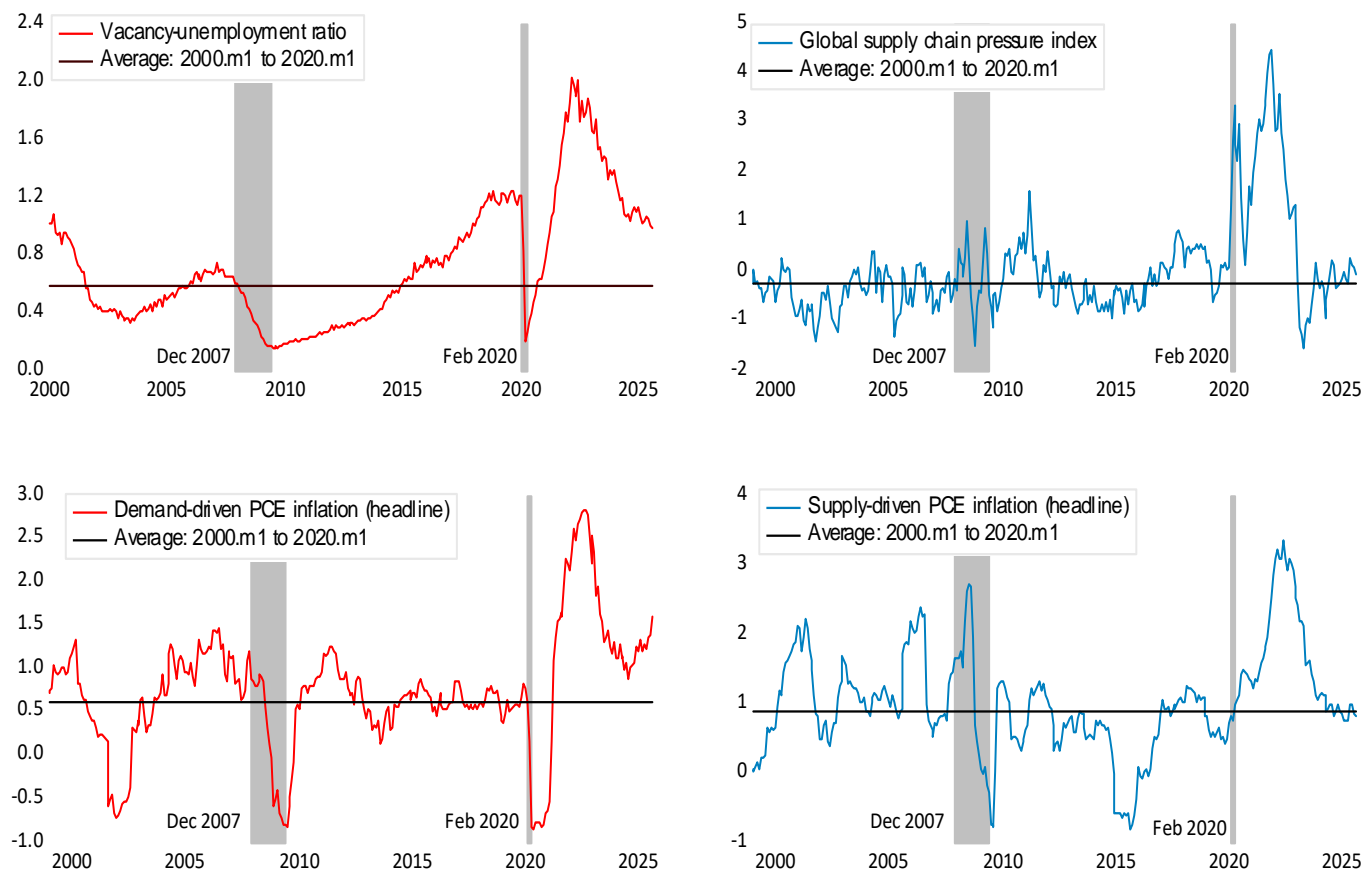 2.4
2.0
1.6
1.2
0.8
0.4
0.0
Vacancy-unemployment ratio
Average: 2000.m1 to 2020.m1
Dec 2007
Feb 2020
2000 2005 2010 2015 2020 2025
5
4
3
2
1
0
-1
-2
Global supply chain pressure index
Average: 2000.m1 to 2020.m1
Dec 2007
Feb 2020
2000 2005 2010 2015 2020 2025
3.0
2.5
2.0
1.5
1.0
0.5
0.0
-0.5
-1.0
Demand-driven PCE inflation (headline)
Average: 2000.m1 to 2020.m1
Dec 2007
Feb 2020
2000 2005 2010 2015 2020 2025
4
3
2
1
0
-1
Supply-driven PCE inflation (headline)
Average: 2000.m1 to 2020.m1
Dec 2007
Feb 2020
2000 2005 2010 2015 2020 2025